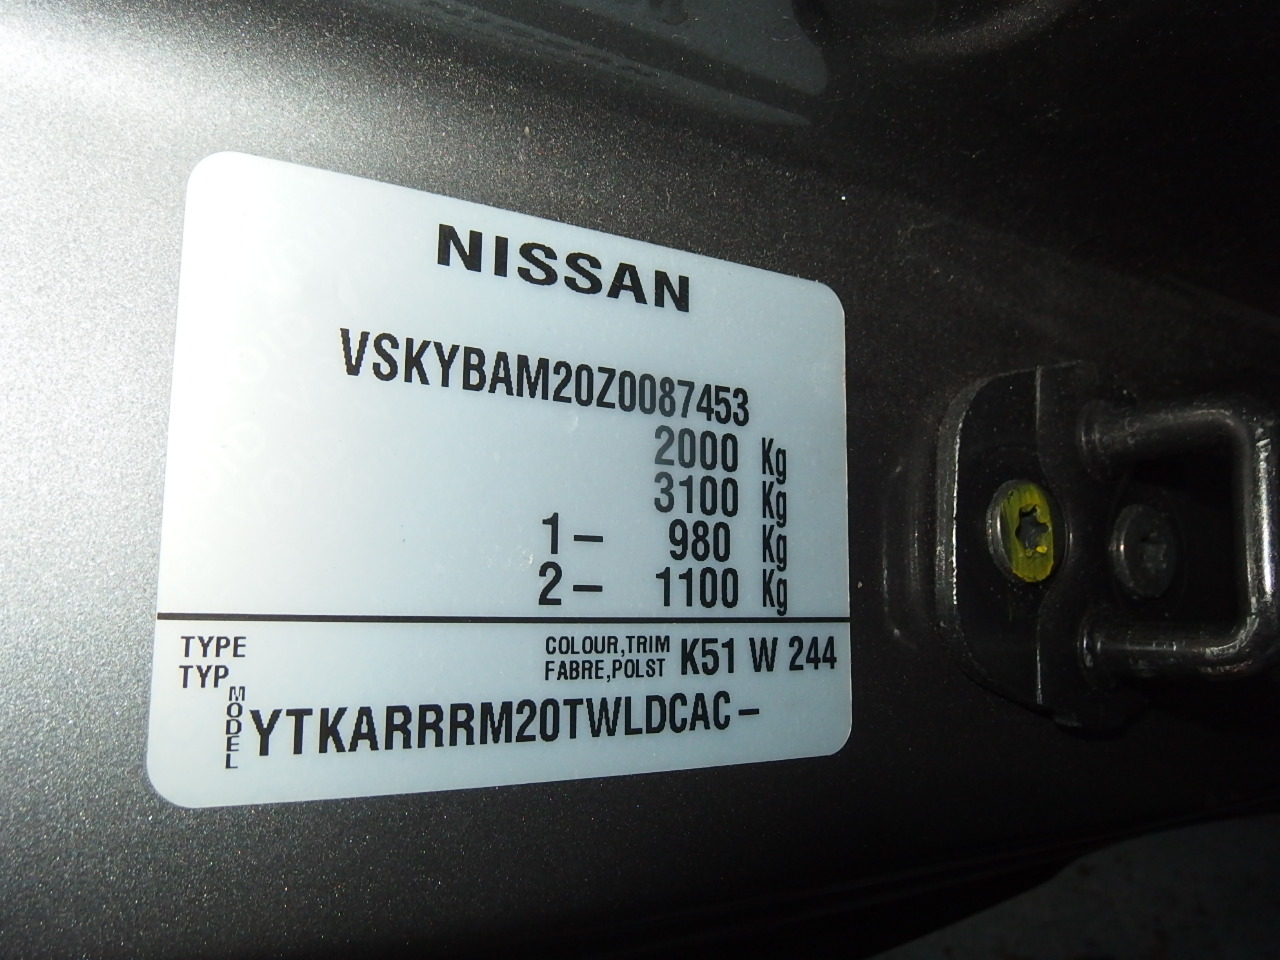 NISSAN
VSKYBAM20Z0087453
2000 Kg
3100 Kg
1- 980 Kg
2- 1100 Kg
TYPE COLOUR,TRIM K51 W 244
TYP FABRE,POLST
MODEL YTKARRRM20TWLDCAC-